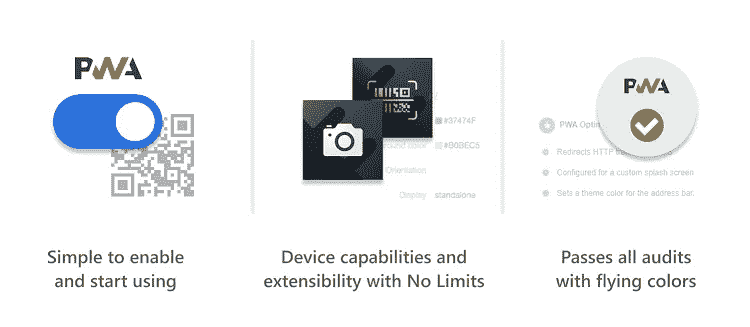 PWA
Simple to enable
and start using
#37474F
#B0BEC5
Orientation
Display standalone
Device capabilities and
extensibility with No Limits
PWA
PWA Opti
Redirects HTTP
Configured for a custom splash screen
Sets a theme color for the address bar.
Passes all audits
with flying colors